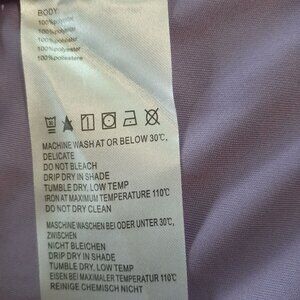 BODY
100%polyester
100%polyester
100%poliéster
100%polyester
100%poliestere
MACHINE WASH AT OR BELOW 30℃,
DELICATE
DO NOT BLEACH
DRIP DRY IN SHADE
TUMBLE DRY, LOW TEMP
IRON AT MAXIMUM TEMPERATURE 110℃
DO NOT DRY CLEAN
MASCHINE WASCHEN BEI ODER UNTER 30℃,
ZWISCHEN
NICHT BLEICHEN
DRIP DRY IN SHADE
TUMBLE DRY, LOW TEMP
EISEN BEI MAXIMALER TEMPERATUR 110℃
REINIGE CHEMISCH NICHT